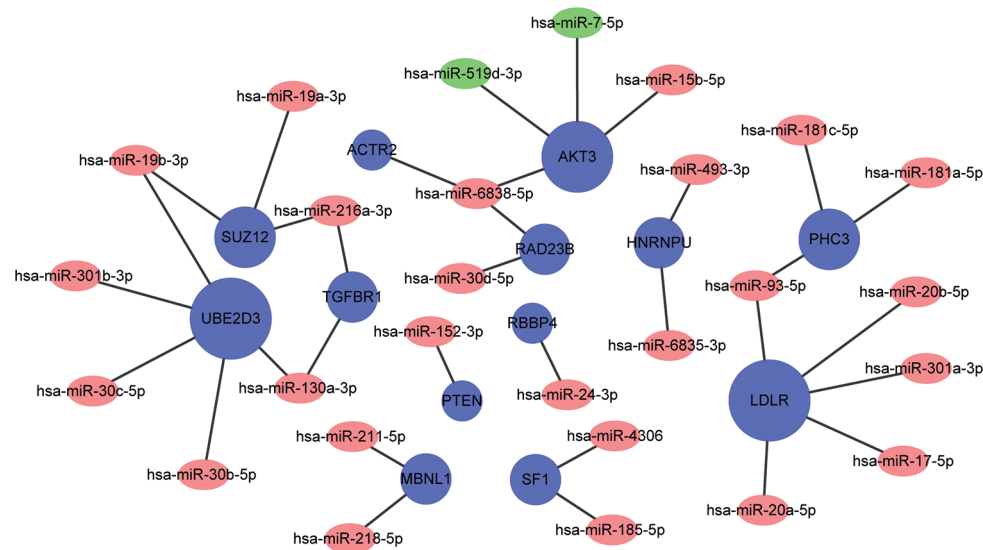 hsa-miR-7-5p
hsa-miR-519d-3p
hsa-miR-15b-5p
hsa-miR-19a-3p
hsa-miR-181c-5p
ACTR2
AKT3
hsa-miR-19b-3p
hsa-miR-493-3p
hsa-miR-181a-5p
hsa-miR-6838-5p
hsa-miR-216a-3p
SUZ12
RAD23B
HNRNPU
PHC3
hsa-miR-301b-3p
hsa-miR-30d-5p
hsa-miR-93-5p
hsa-miR-20b-5p
TGFBR1
UBE2D3
RBBP4
hsa-miR-152-3p
hsa-miR-6835-3p
hsa-miR-301a-3p
hsa-miR-30c-5p
hsa-miR-130a-3p
hsa-miR-24-3p
PTEN
LDLR
hsa-miR-211-5p
hsa-miR-4306
hsa-miR-17-5p
hsa-miR-30b-5p
MBNL1
SF1
hsa-miR-20a-5p
hsa-miR-185-5p
hsa-miR-218-5p